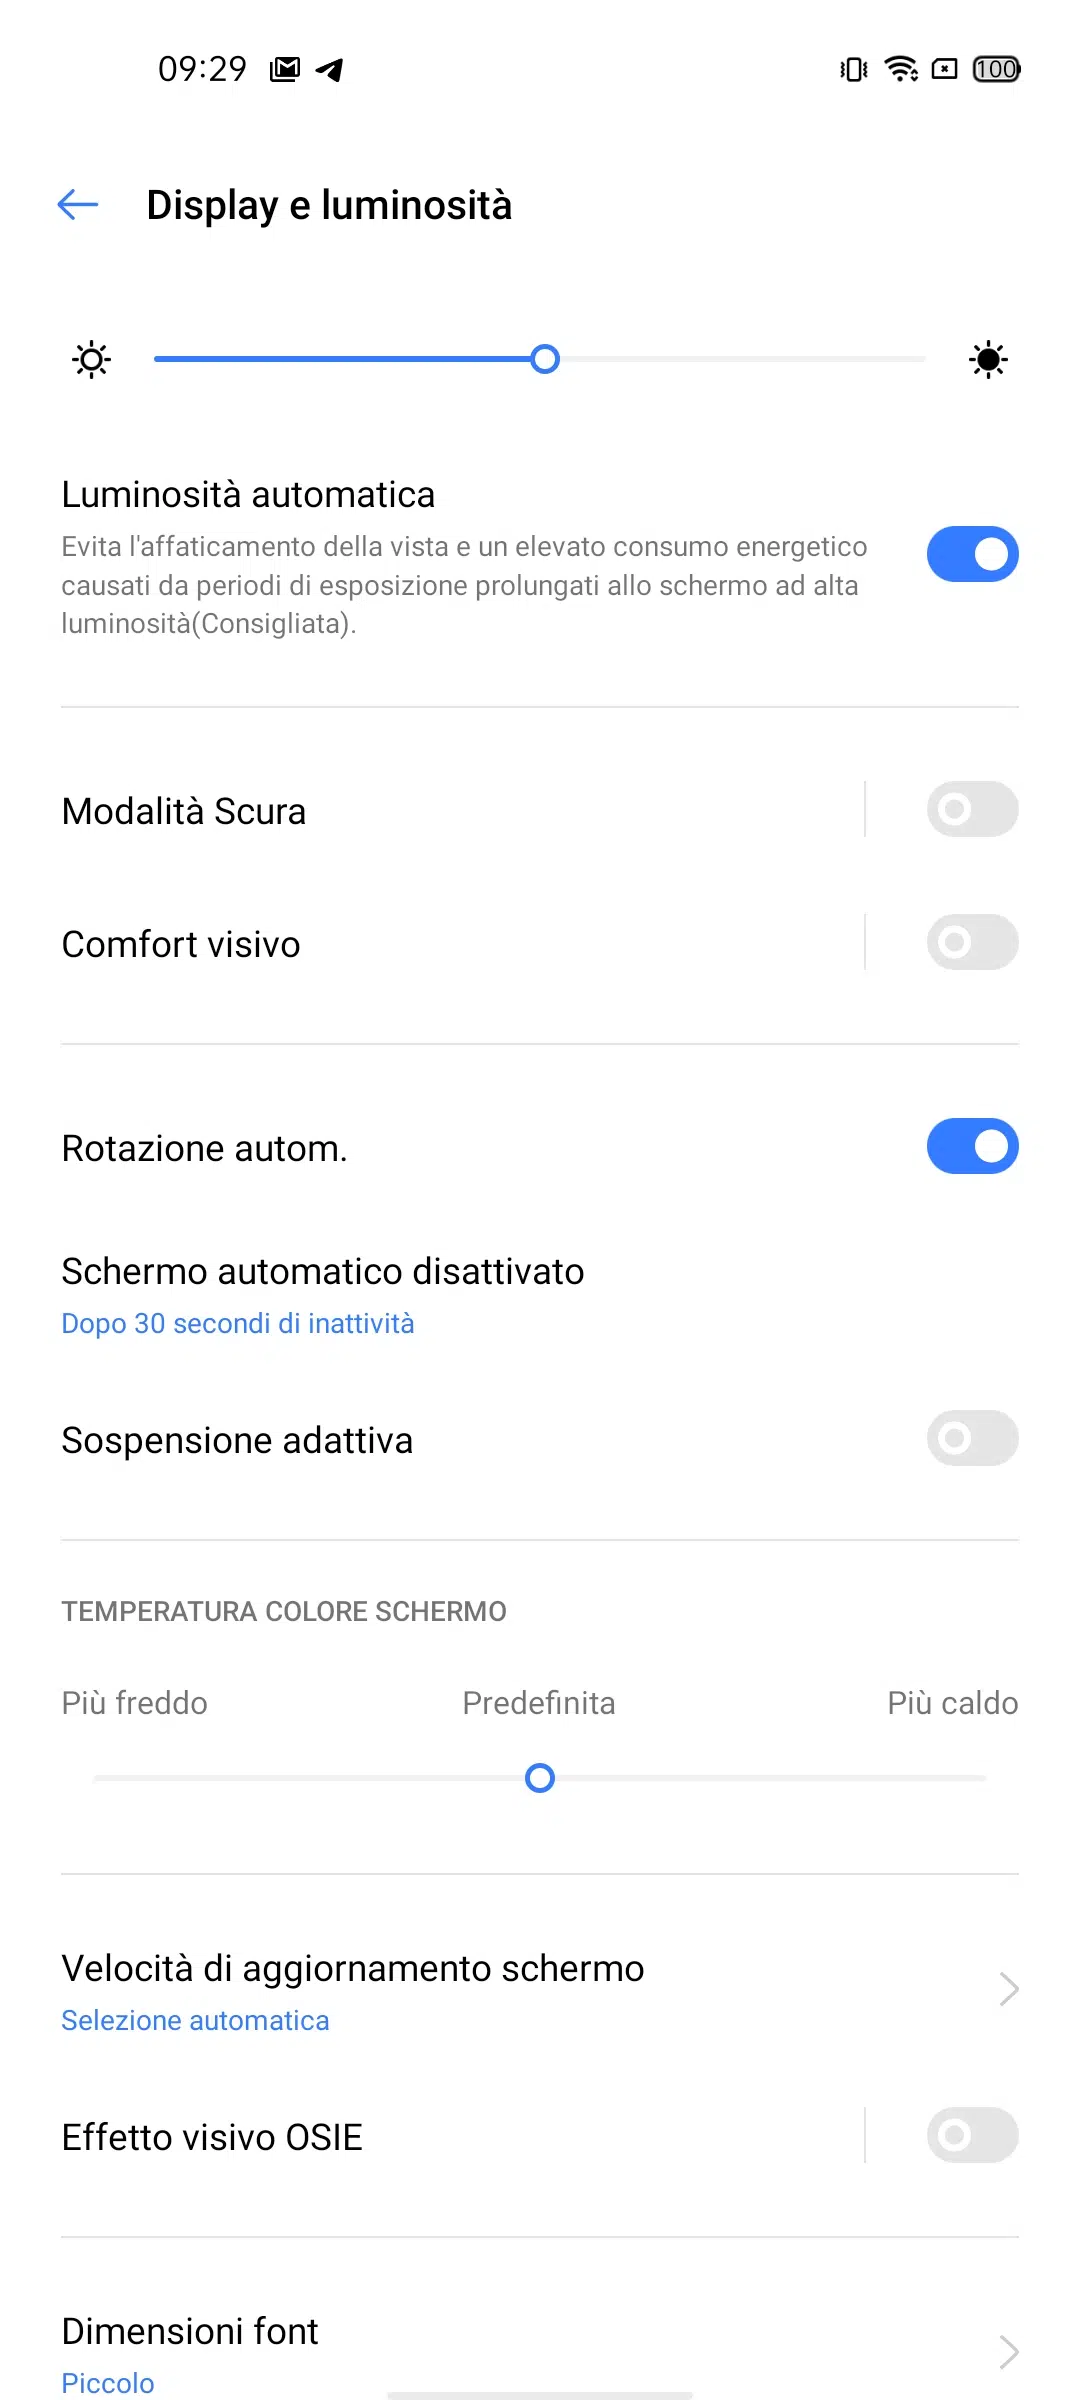 09:29
100
Display e luminosità
Luminosità automatica
Evita l'affaticamento della vista e un elevato consumo energetico
causati da periodi di esposizione prolungati allo schermo ad alta
luminosità(Consigliata).
Modalità Scura
Comfort visivo
Rotazione autom.
Schermo automatico disattivato
Dopo 30 secondi di inattività
Sospensione adattiva
TEMPERATURA COLORE SCHERMO
Più freddo Predefinita Più caldo
Velocità di aggiornamento schermo
Selezione automatica
Effetto visivo OSIE
Dimensioni font
Piccolo